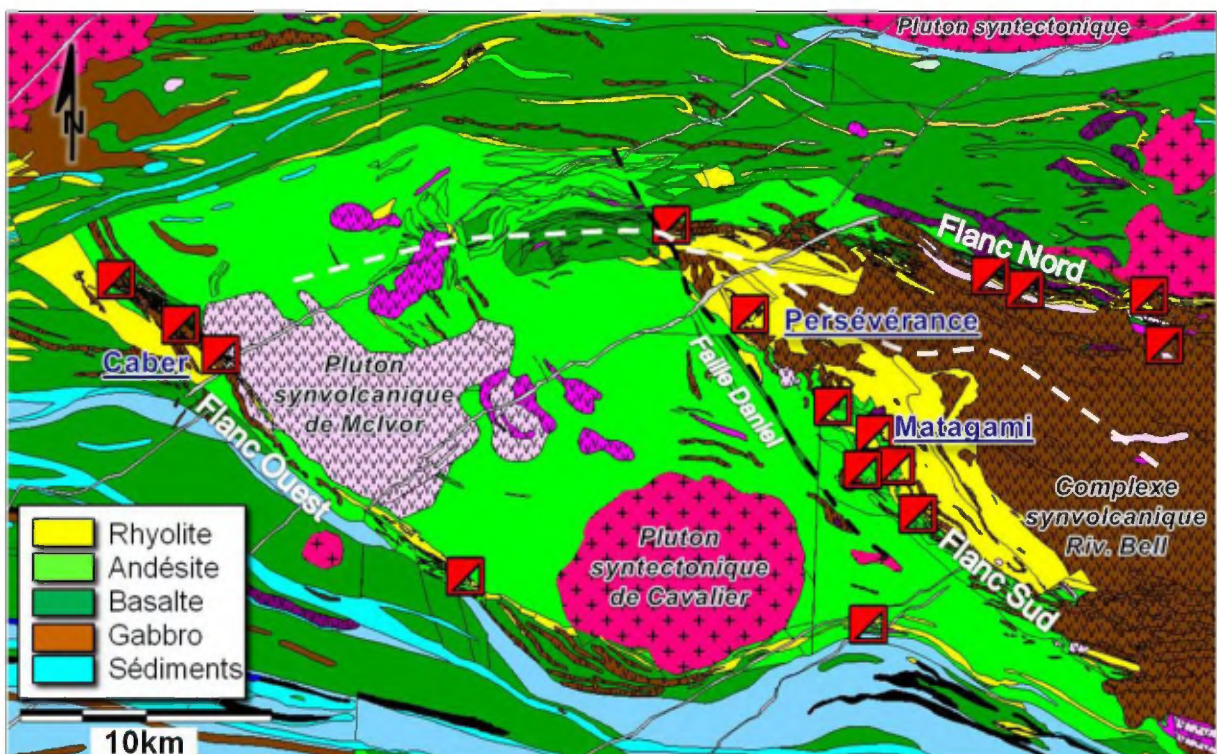 Pluton syntectonique
N
Flanc Nord
Persévérance
Caber
Pluton
synvolcanique
de McIvor
Faille Daniel
Matagami
Flanc Ouest
Complexe
synvolcanique
Riv. Bell
Pluton
syntectonique
de Cavalier
Flanc Sud
Rhyolite
Andésite
Basalte
Gabbro
Sédiments
10km